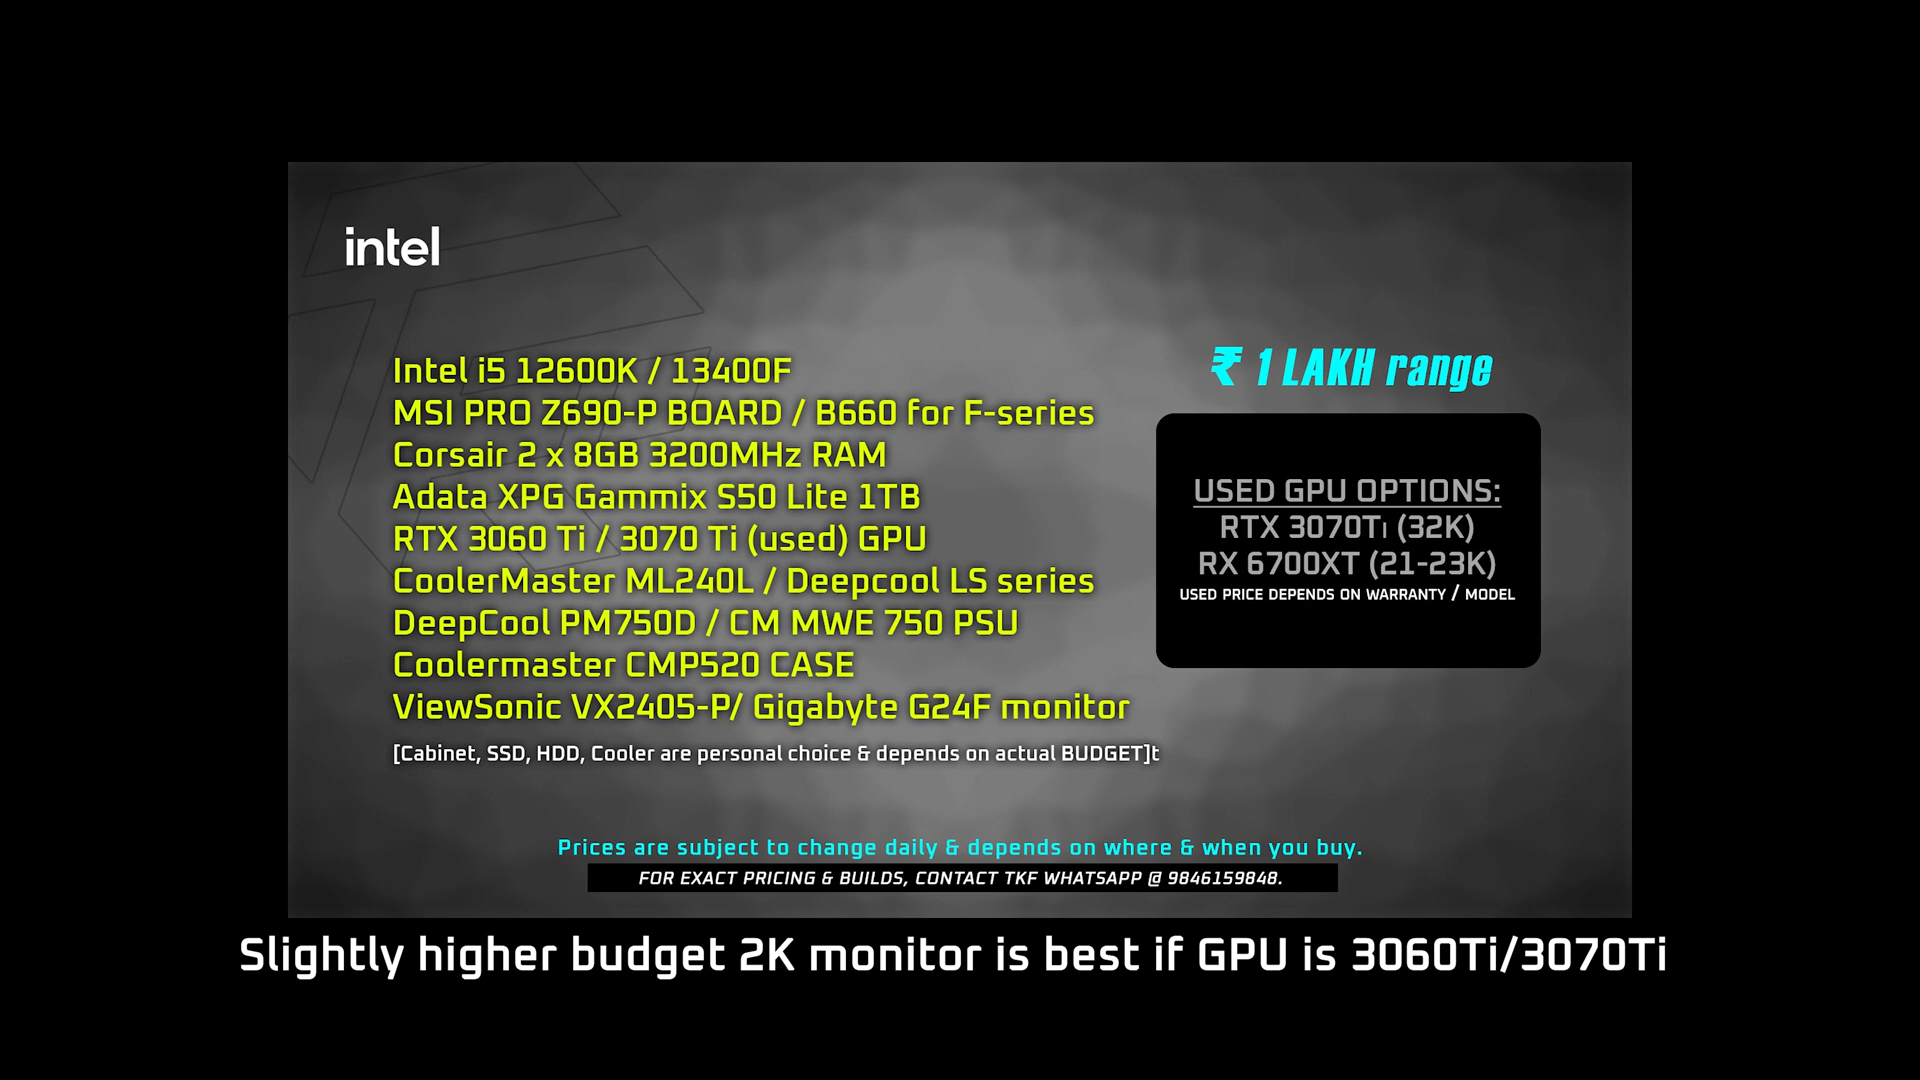 intel
Intel i5 12600K / 13400F
MSI PRO Z690-P BOARD / B660 for F-series
Corsair 2 x 8GB 3200MHz RAM
Adata XPG Gammix S50 Lite 1TB
RTX 3060 Ti / 3070 Ti (used) GPU
CoolerMaster ML240L / Deepcool LS series
DeepCool PM750D / CM MWE 750 PSU
Coolermaster CMP520 CASE
ViewSonic VX2405-P/ Gigabyte G24F monitor
[Cabinet, SSD, HDD, Cooler are personal choice & depends on actual BUDGET]t
₹ 1 LAKH range
USED GPU OPTIONS:
RTX 3070Ti (32K)
RX 6700XT (21-23K)
USED PRICE DEPENDS ON WARRANTY / MODEL
Prices are subject to change daily & depends on where & when you buy.
FOR EXACT PRICING & BUILDS, CONTACT TKF WHATSAPP @ 9846159848.
Slightly higher budget 2K monitor is best if GPU is 3060Ti/3070Ti